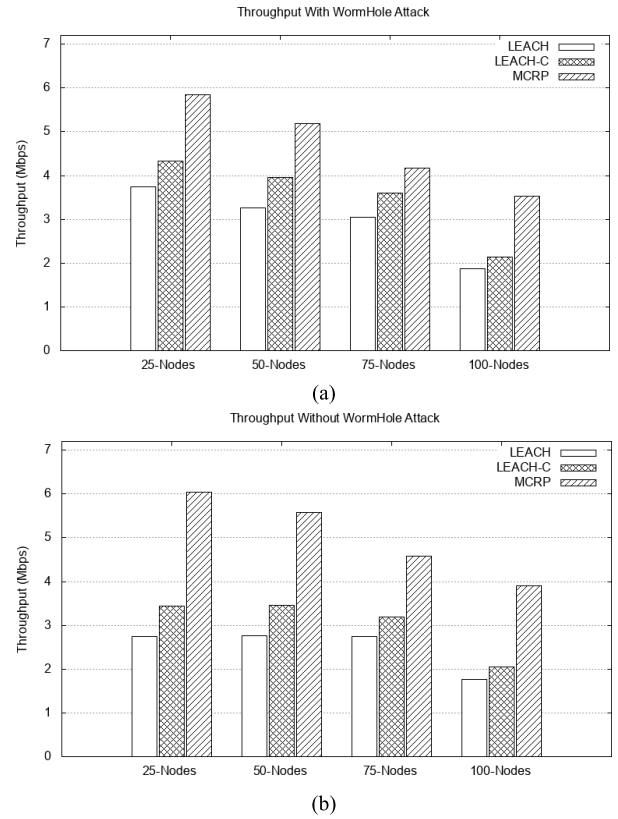 Throughput With WormHole Attack
7
6
5
4
3
2
1
0
Throughput (Mbps)
LEACH
LEACH-C
MCRP
25-Nodes 50-Nodes 75-Nodes 100-Nodes
(a)
Throughput Without WormHole Attack
7
6
5
4
3
2
1
0
Throughput (Mbps)
LEACH
LEACH-C
MCRP
25-Nodes 50-Nodes 75-Nodes 100-Nodes
(b)